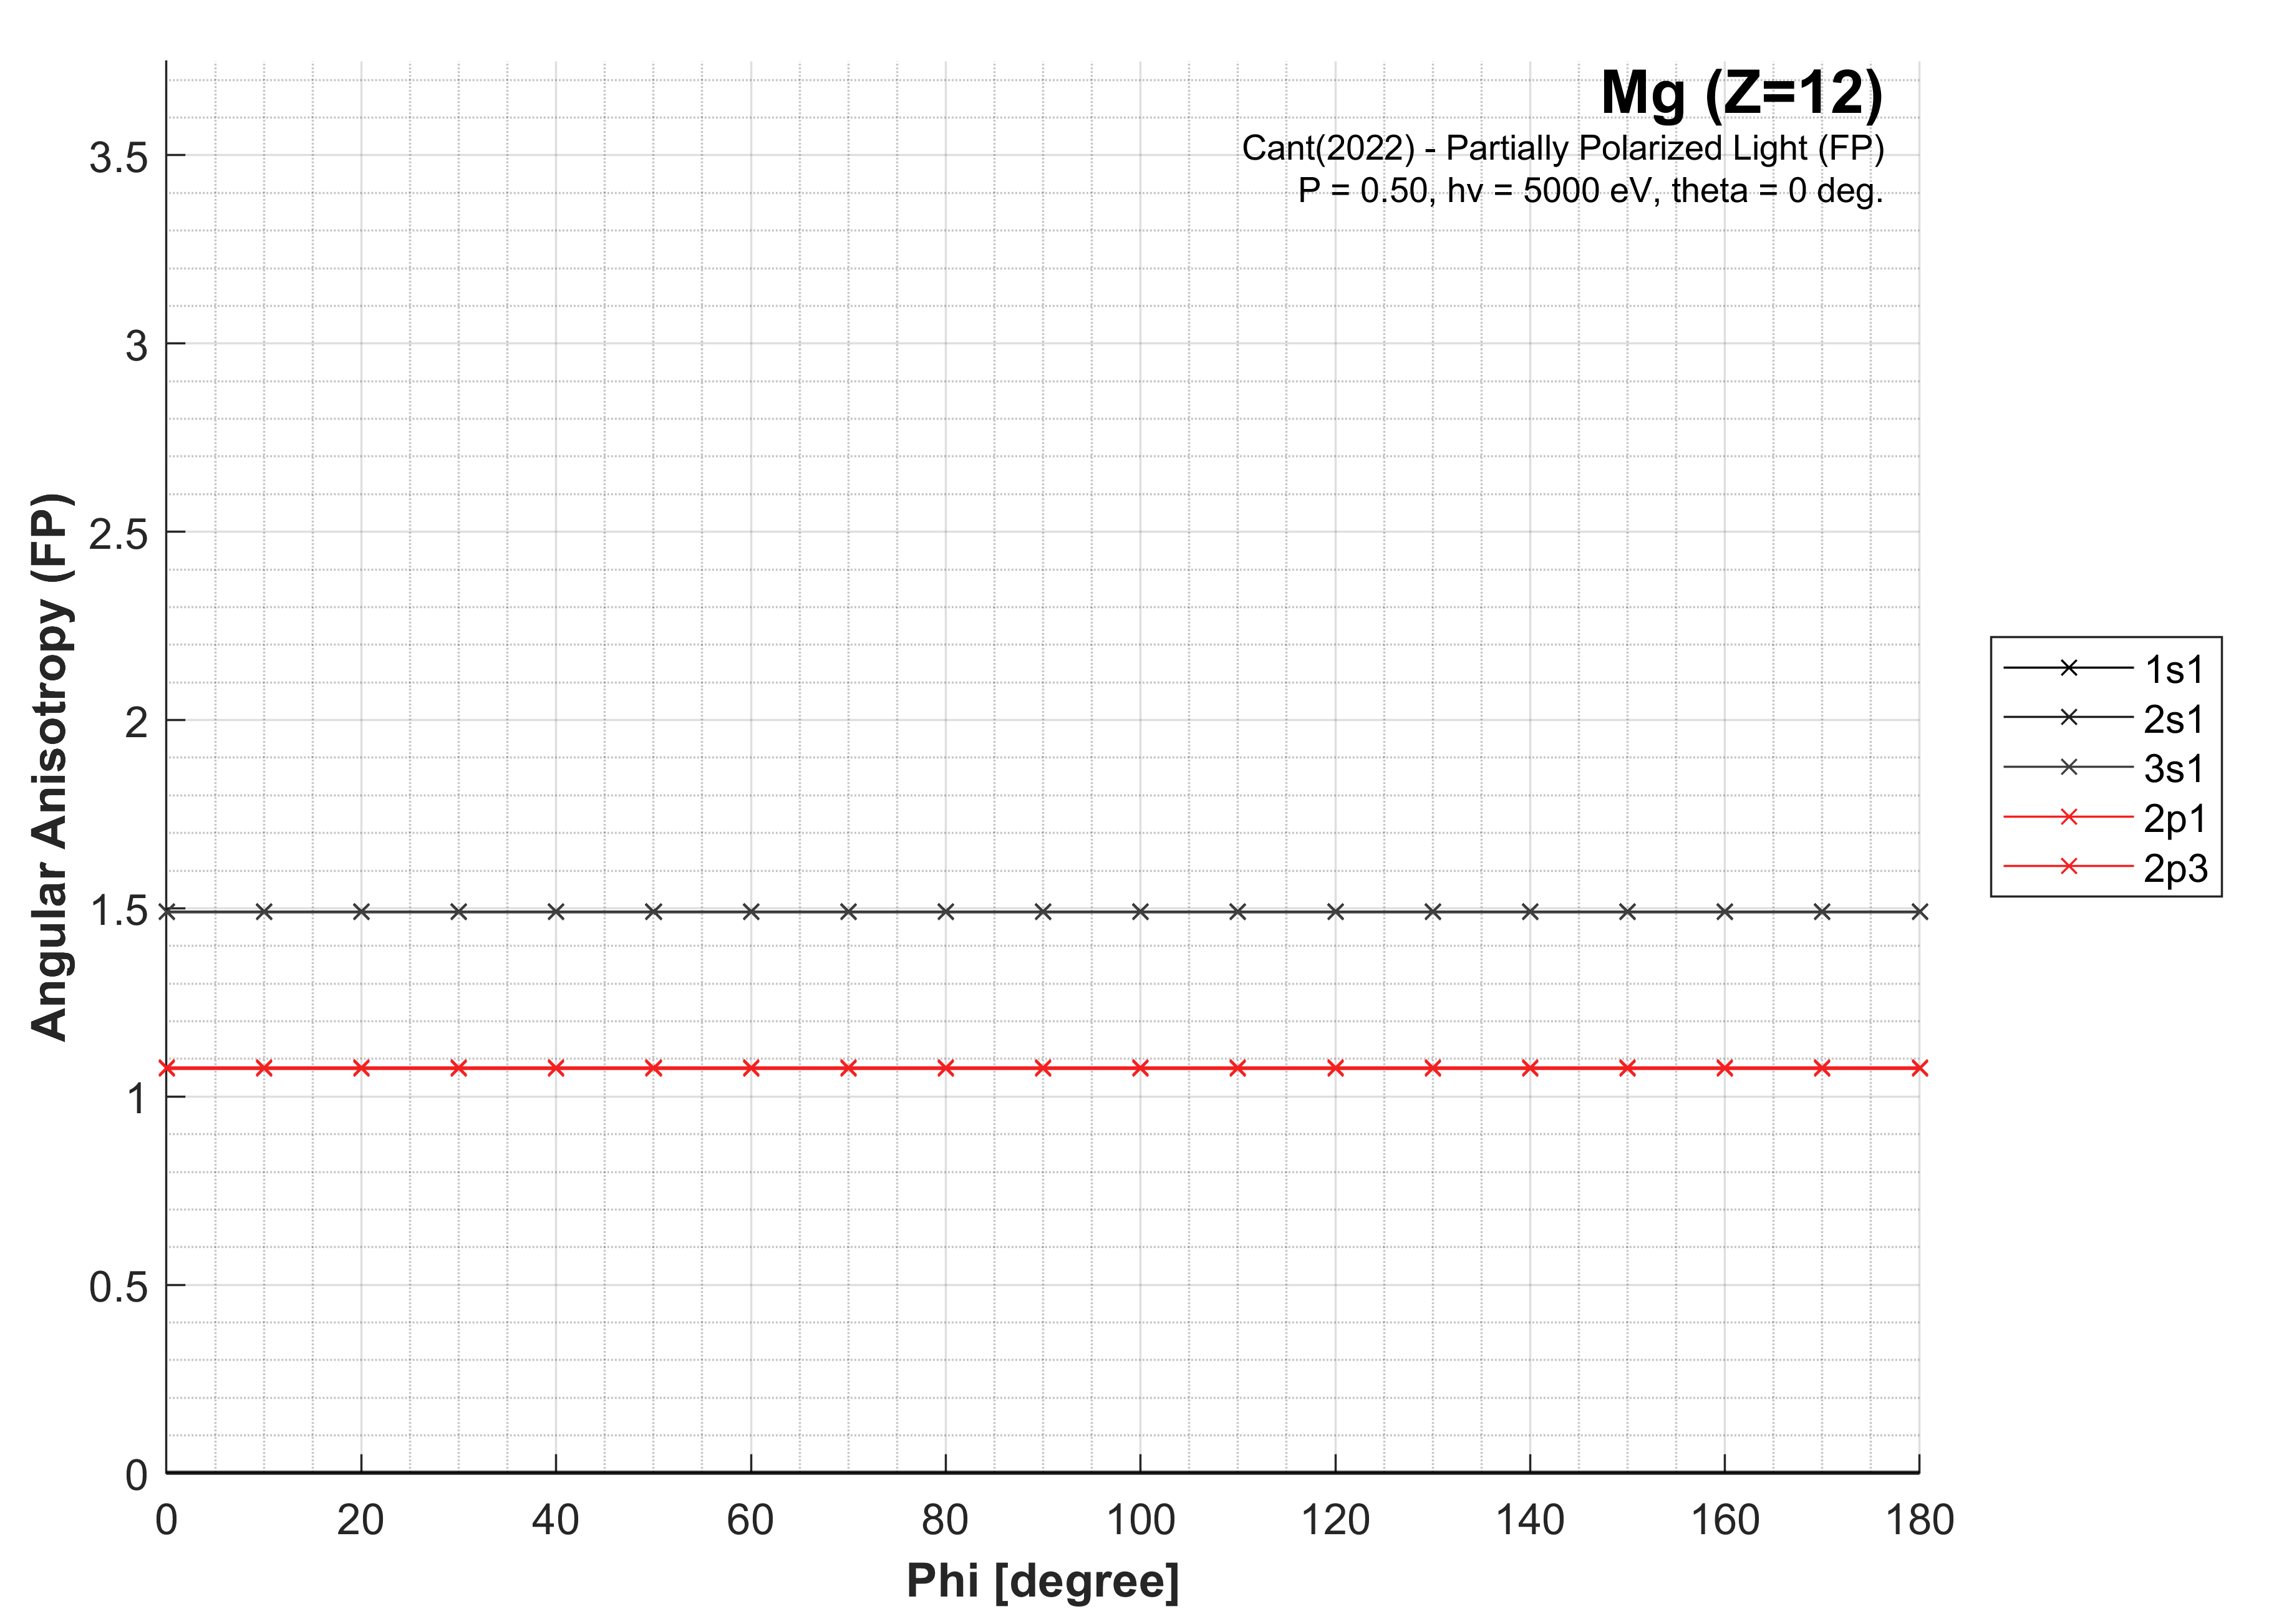 Mg (Z=12)
Cant(2022) - Partially Polarized Light (FP)
P = 0.50, hv = 5000 eV, theta = 0 deg.
Angular Anisotropy (FP)
3.5
3
2.5
2
1.5
1
0.5
0
0 20 40 60 80 100 120 140 160 180
Phi [degree]
1s1
2s1
3s1
2p1
2p3